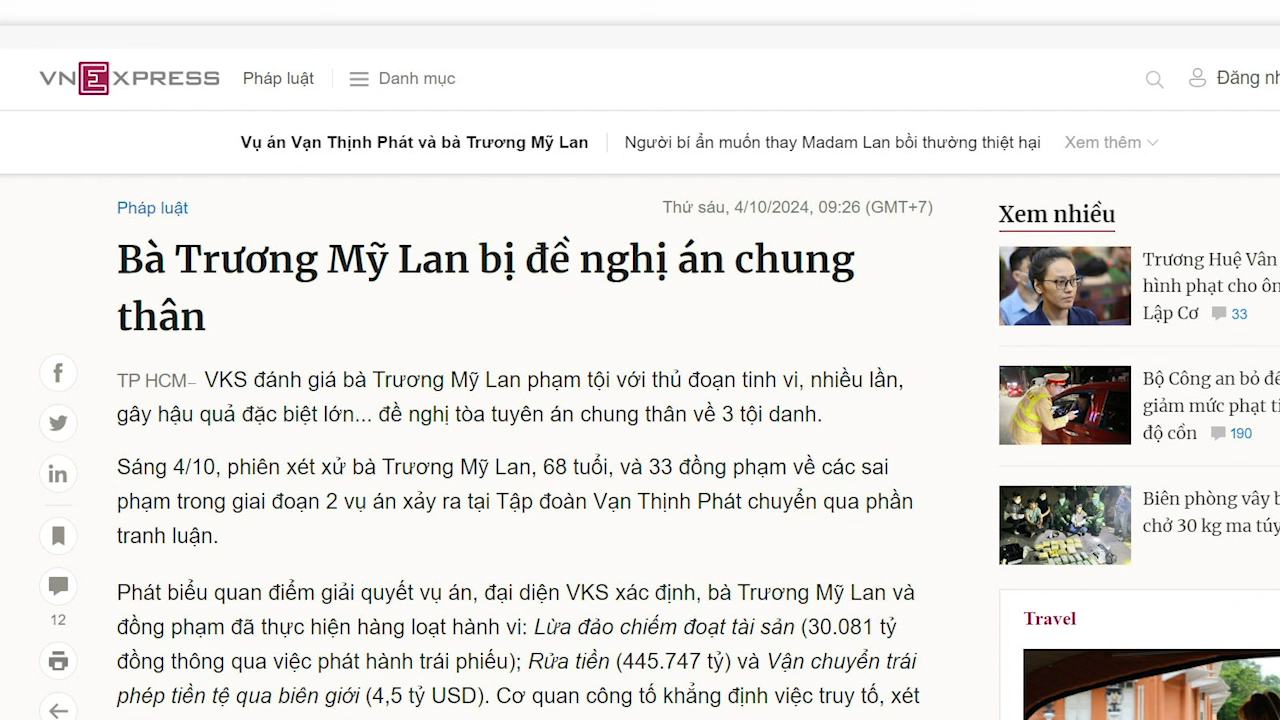 VNEXPRESS Pháp luật Danh mục Đăng nh
Vụ án Vạn Thịnh Phát và bà Trương Mỹ Lan Người bí ẩn muốn thay Madam Lan bồi thường thiệt hại Xem thêm
Pháp luật Thứ sáu, 4/10/2024, 09:26 (GMT+7)
Bà Trương Mỹ Lan bị đề nghị án chung
thân
TP HCM– VKS đánh giá bà Trương Mỹ Lan phạm tội với thủ đoạn tinh vi, nhiều lần,
gây hậu quả đặc biệt lớn... đề nghị tòa tuyên án chung thân về 3 tội danh.
Sáng 4/10, phiên xét xử bà Trương Mỹ Lan, 68 tuổi, và 33 đồng phạm về các sai
phạm trong giai đoạn 2 vụ án xảy ra tại Tập đoàn Vạn Thịnh Phát chuyển qua phần
tranh luận.
Phát biểu quan điểm giải quyết vụ án, đại diện VKS xác định, bà Trương Mỹ Lan và
đồng phạm đã thực hiện hàng loạt hành vi: Lừa đảo chiếm đoạt tài sản (30.081 tỷ
đồng thông qua việc phát hành trái phiếu); Rửa tiền (445.747 tỷ) và Vận chuyển trái
phép tiền tệ qua biên giới (4,5 tỷ USD). Cơ quan công tố khẳng định việc truy tố, xét
12
Xem nhiều
Trương Huệ Vân
hình phạt cho ôn
Lập Cơ 33
Bộ Công an bỏ đề
giảm mức phạt ti
độ cồn 190
Biên phòng vây b
chở 30 kg ma túy
Travel